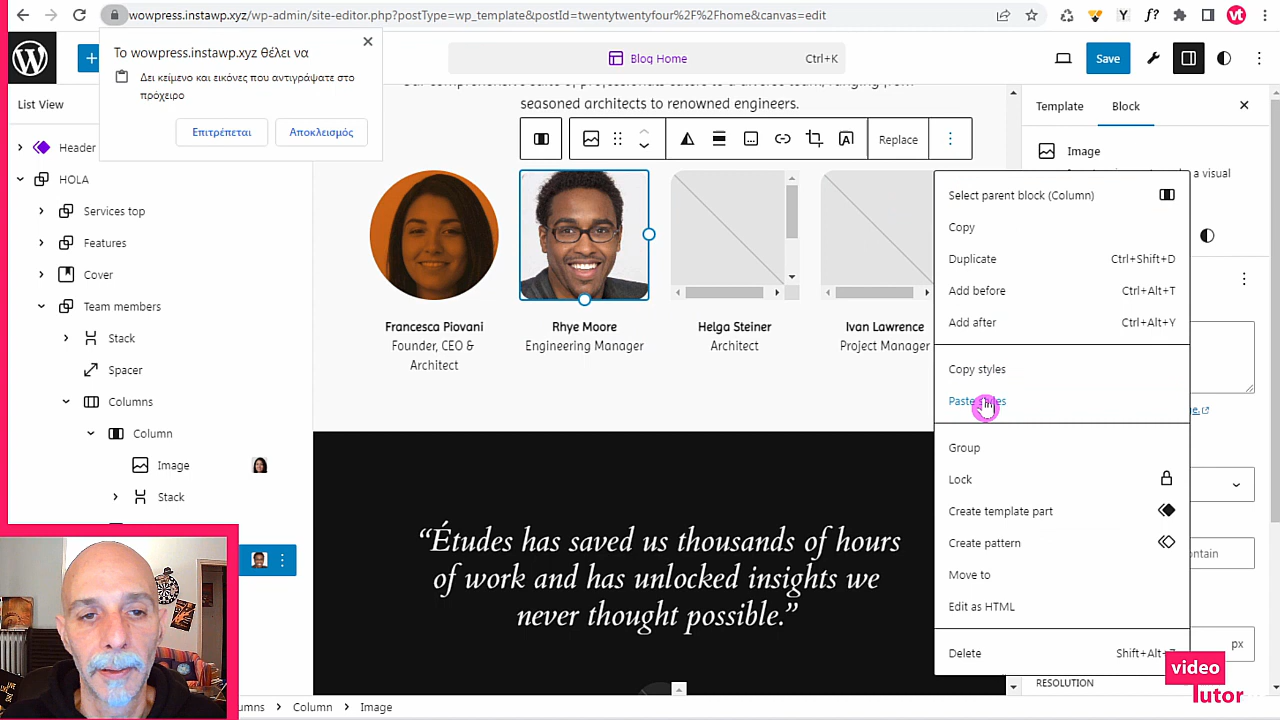 wowpress.instawp.xyz/wp-admin/site-editor.php?postType=wp_template&postId=twentytwentyfour%2F%2Fhome&canvas=edit
Το wowpress.instawp.xyz θέλει να
Δει κείμενο και εικόνες που αντιγράψατε στο
πρόχειρο
Επιτρέπεται
Αποκλεισμός
Blog Home
Ctrl+K
Save
List View
Header
HOLA
Services top
Features
Cover
Team members
Stack
Spacer
Columns
Column
Image
Stack
seasoned architects to renowned engineers.
Replace
Francesca Piovani
Founder, CEO &
Architect
Rhye Moore
Engineering Manager
Helga Steiner
Architect
Ivan Lawrence
Project Manager
“Études has saved us thousands of hours
of work and has unlocked insights we
never thought possible.”
Select parent block (Column)
Copy
Duplicate Ctrl+Shift+D
Add before Ctrl+Alt+T
Add after Ctrl+Alt+Y
Copy styles
Paste styles
Group
Lock
Create template part
Create pattern
Move to
Edit as HTML
Delete Shift+Alt+Z
Template
Block
Image
a visual
px
RESOLUTION
Column
Image
video
tutor